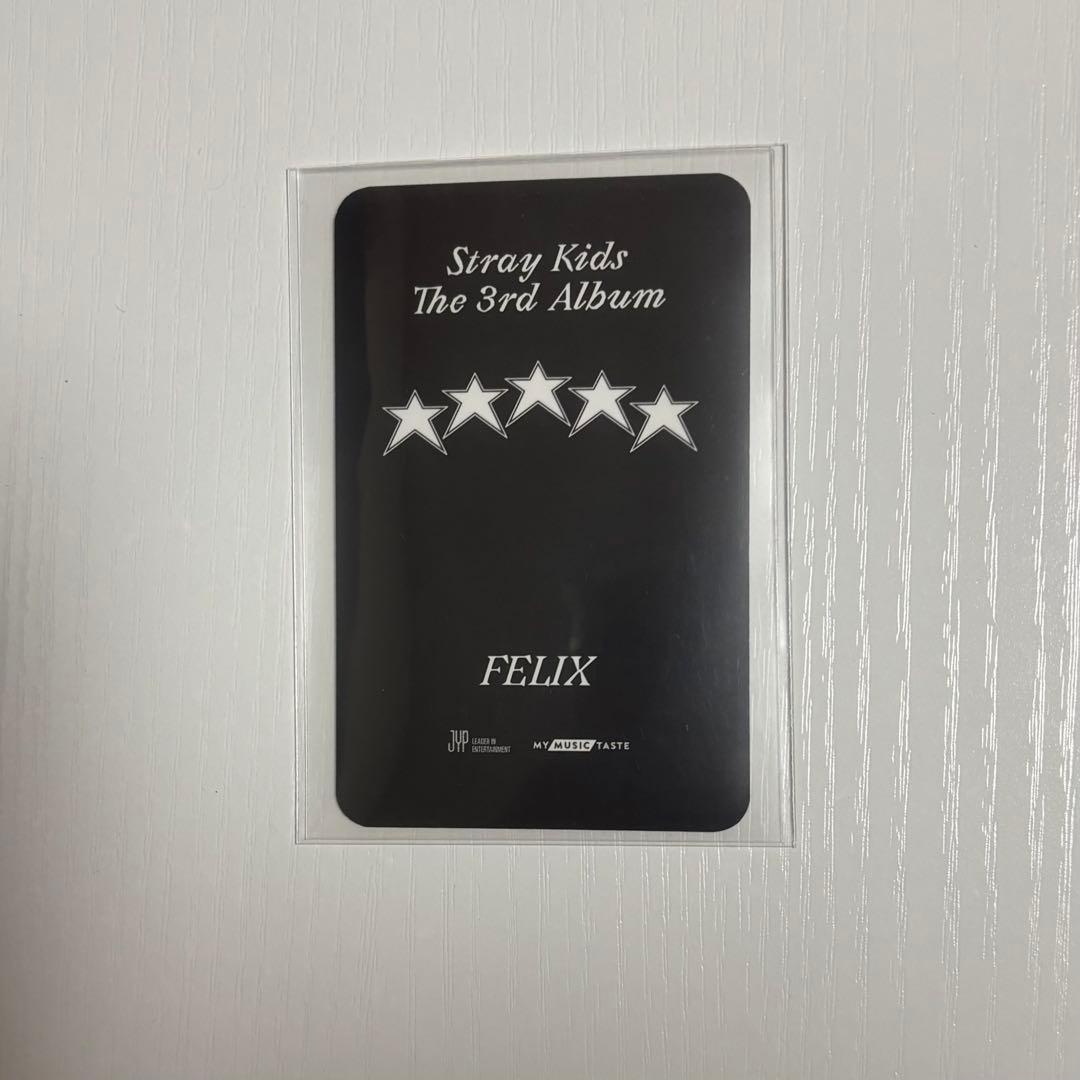 Stray Kids
The 3rd Album
FELIX
JYP LEADER IN
ENTERTAINMENT
MY MUSIC TASTE